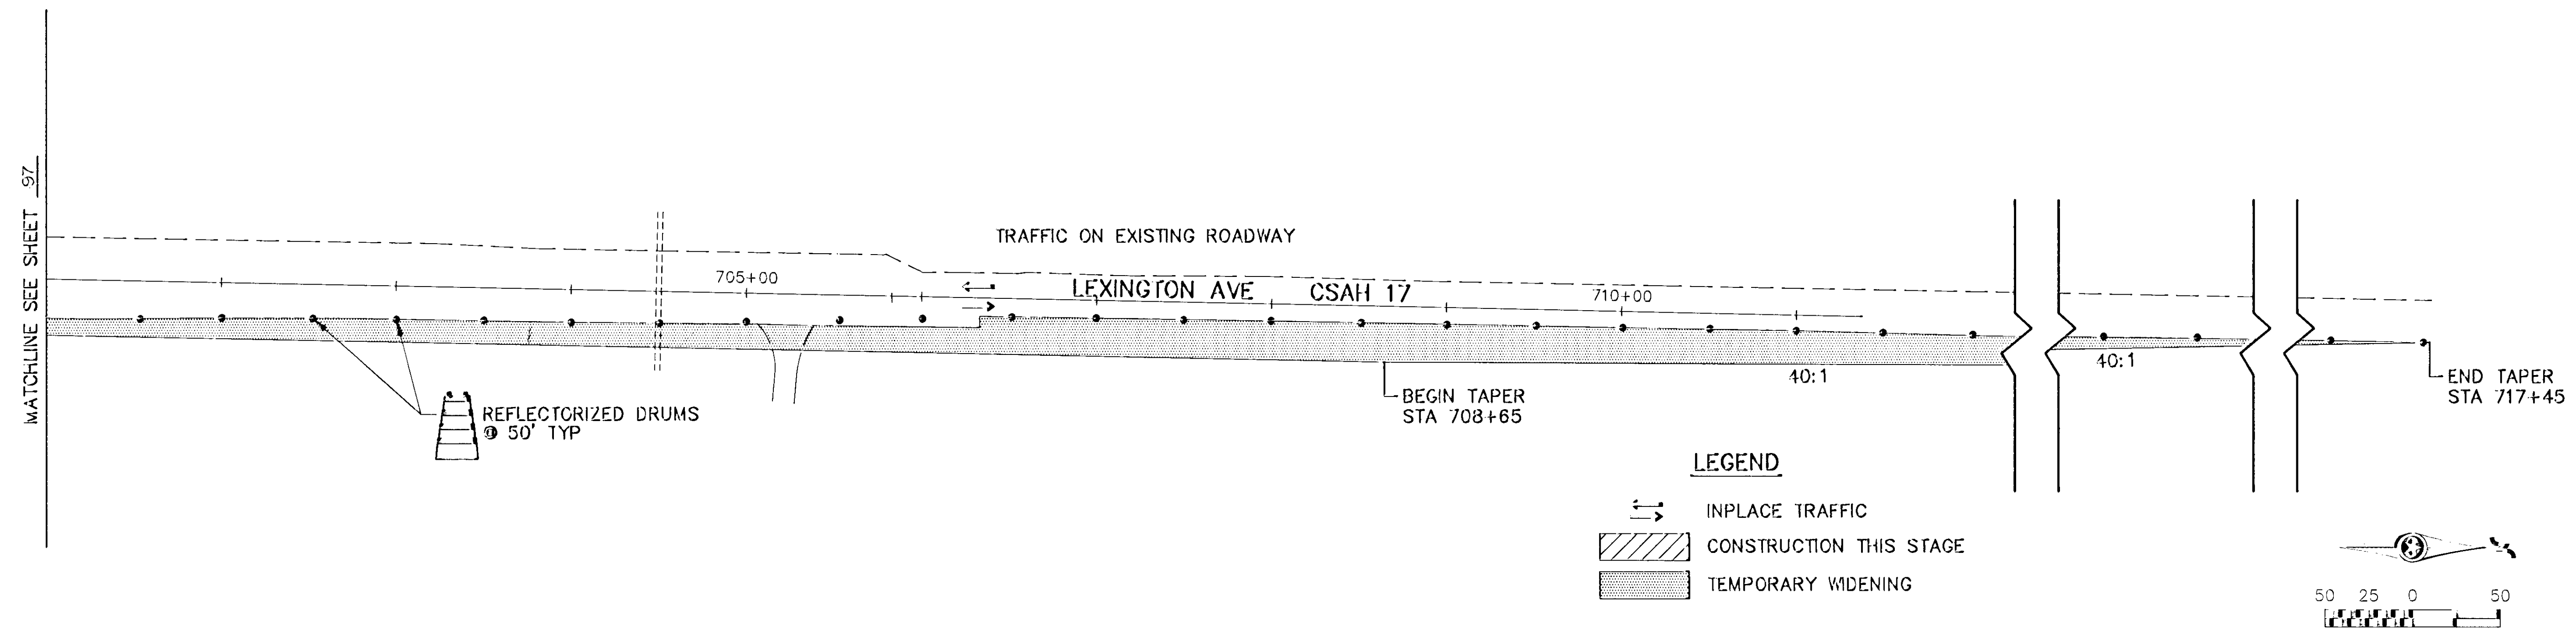 MATCHLINE SEE SHEET 97
TRAFFIC ON EXISTING ROADWAY
705+00
LEXINGTON AVE CSAH 17
710+00
40:1
40:1
BEGIN TAPER
STA 708+65
END TAPER
STA 717+45
REFLECTORIZED DRUMS
@ 50' TYP
LEGEND
INPLACE TRAFFIC
CONSTRUCTION THIS STAGE
TEMPORARY WIDENING
50 25 0 50